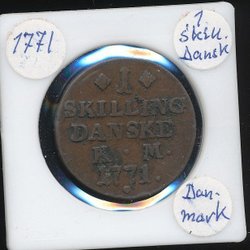 1771
1.
Skill.
Dansk
1
SKILLING
DANSKE
K. M.
1771.
Dan-
mark